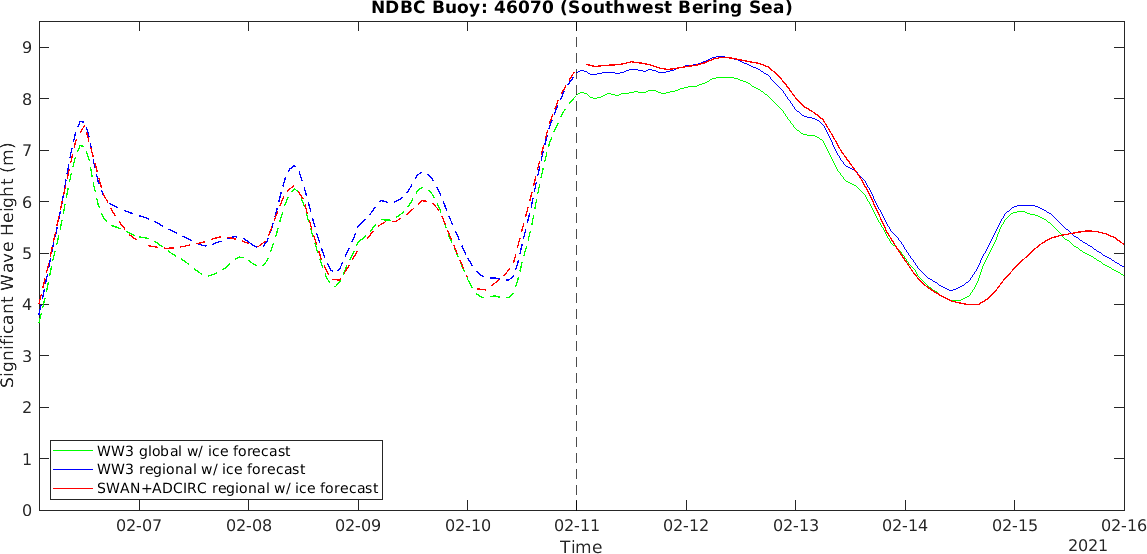 NDBC Buoy: 46070 (Southwest Bering Sea)
Significant Wave Height (m)
9
8
7
6
5
4
3
2
1
0
WW3 global w/ ice forecast
WW3 regional w/ ice forecast
SWAN+ADCIRC regional w/ ice forecast
02-07 02-08 02-09 02-10 02-11 02-12 02-13 02-14 02-15 02-16
Time
2021